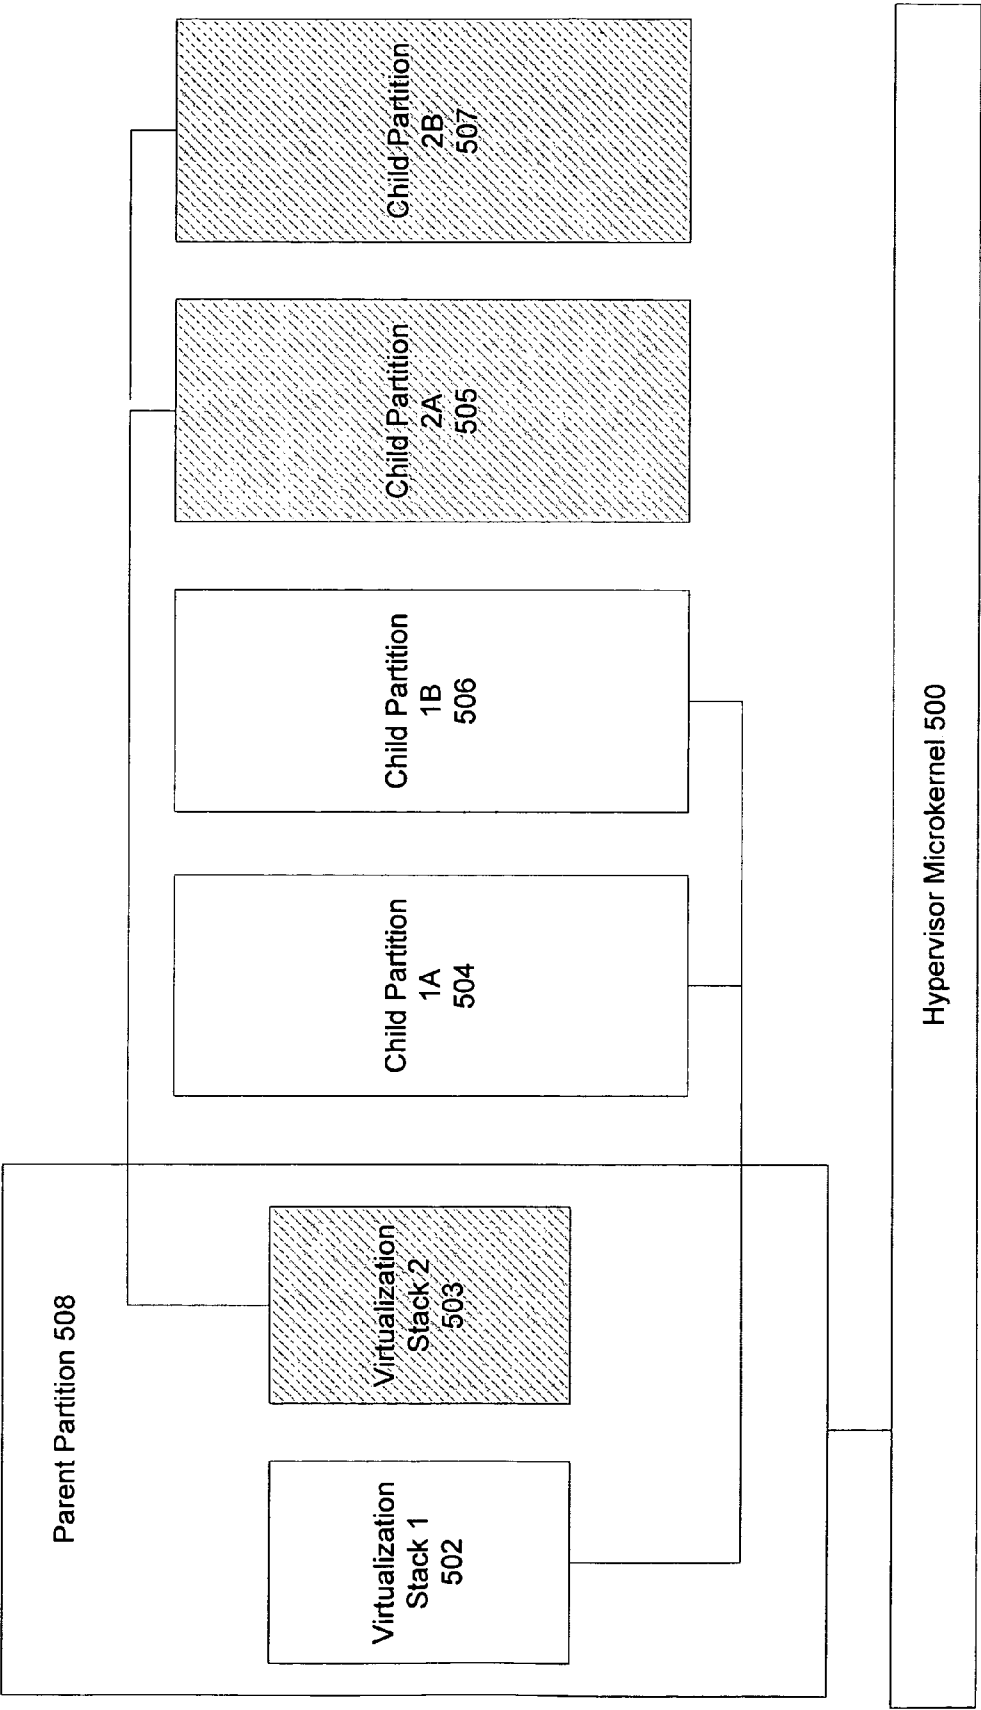 Parent Partition 508
Virtualization
Stack 1
502
Virtualization
Stack 2
503
Child Partition
1A
504
Child Partition
1B
506
Child Partition
2A
505
Child Partition
2B
507
Hypervisor Microkernel 500